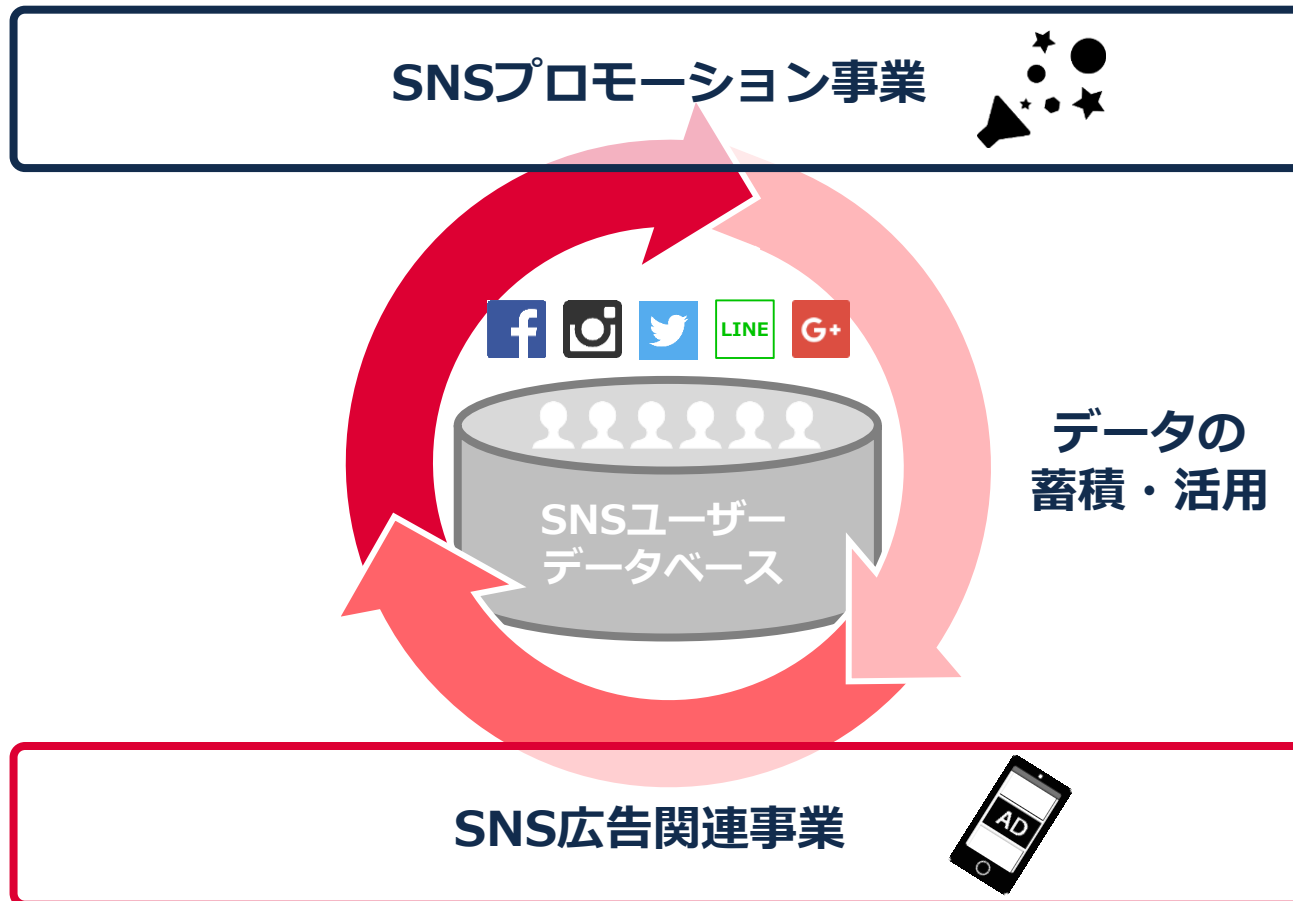 SNSプロモーション事業
LINE
G+
データの
蓄積・活用
SNSユーザー
データベース
SNS広告関連事業
AD